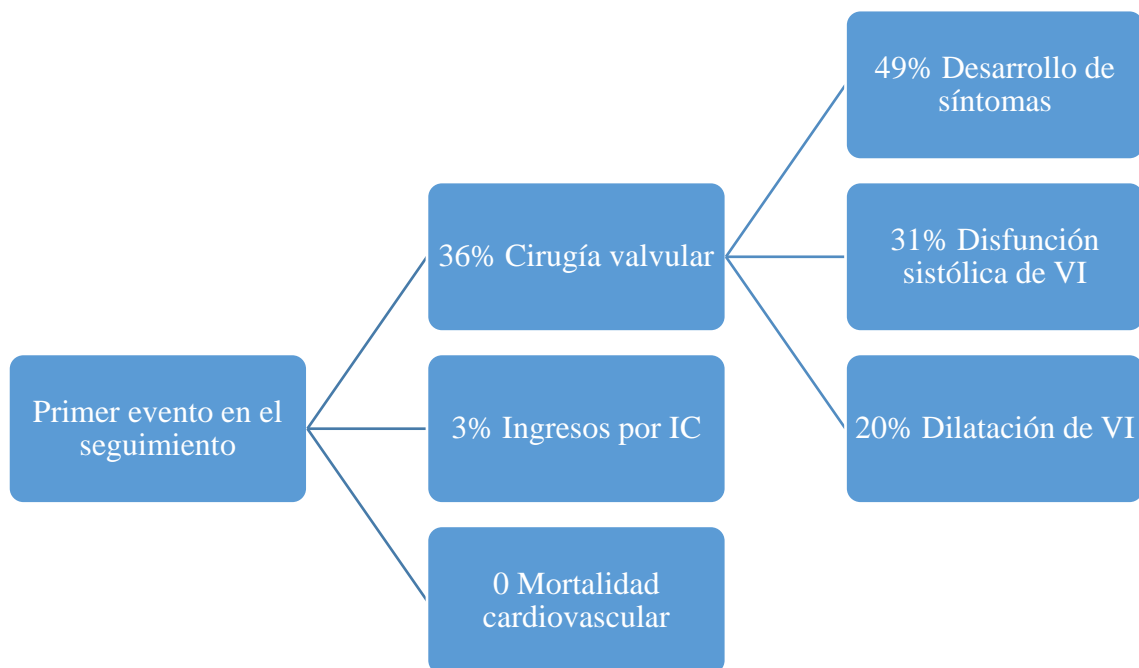 Primer evento en el
seguimiento
36% Cirugía valvular
3% Ingresos por IC
0 Mortalidad
cardiovascular
49% Desarrollo de
síntomas
31% Disfunción
sistólica de VI
20% Dilatación de VI